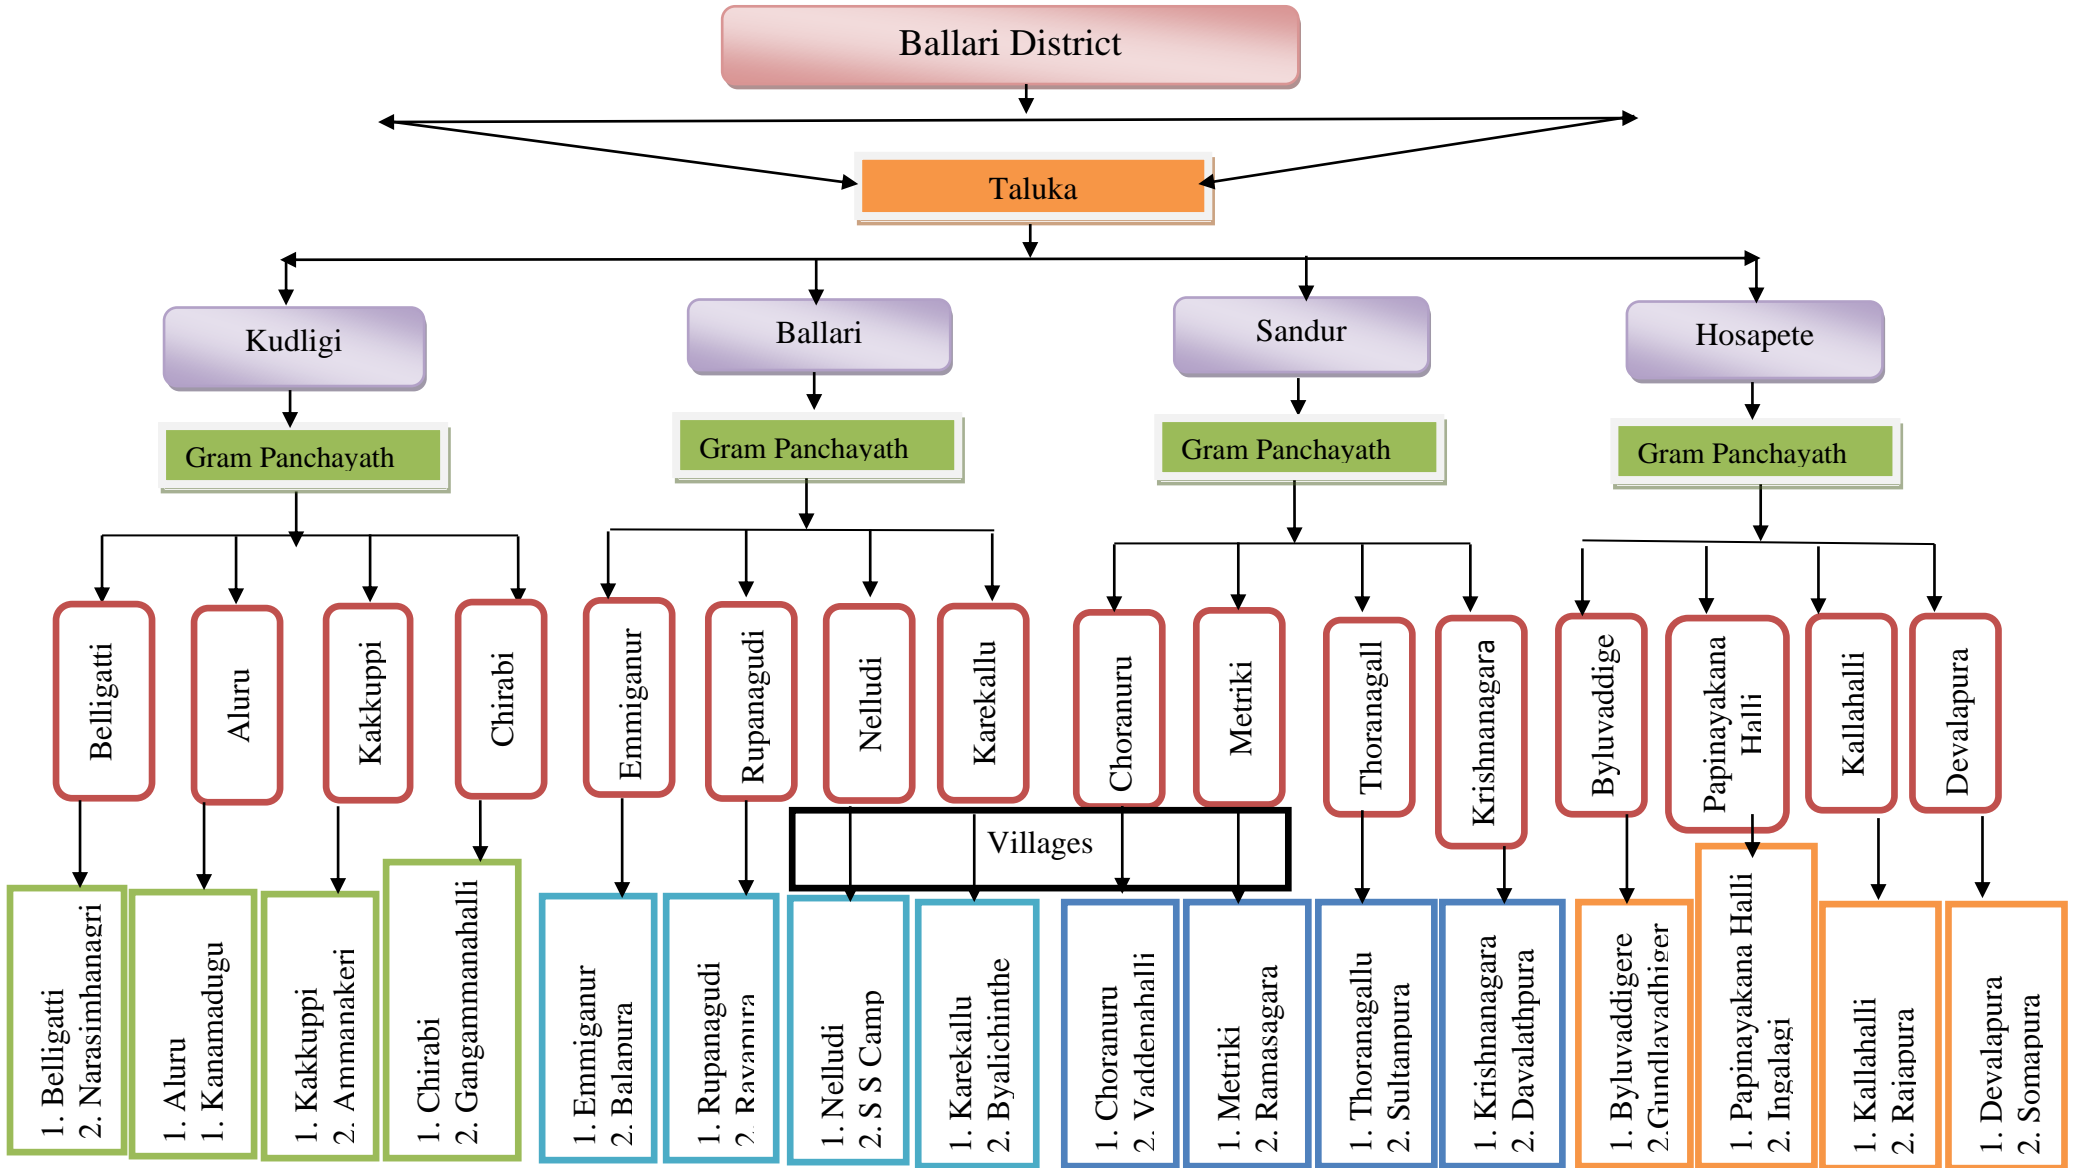 Ballari District
Taluka
Kudligi
Ballari
Sandur
Hosapete
Gram Panchayath
Gram Panchayath
Gram Panchayath
Gram Panchayath
Belligatti
Aluru
Kakkuppi
Chirabi
Emmiganur
Rupanagudi
Nelludi
Karekallu
Choranuru
Metriki
Thoranagall
Krishnanagara
Byluvaddige
Papinayakana
Halli
Kallahalli
Devalapura
Villages
1. Belligatti
2. Narasimhanagri
1. Aluru
1. Kanamadugu
1. Kakkuppi
2. Ammanakeri
1. Chirabi
2. Gangammanahalli
1. Emmiganur
2. Balapura
1. Rupanagudi
2. Ravapura
1. Nelludi
2. S S Camp
1. Karekallu
2. Byalichinthe
1. Choranuru
2. Vaddenahalli
1. Metriki
2. Ramasagara
1. Thoranagallu
2. Sultanpura
1. Krishnanagara
2. Davalathpura
1. Byluvaddigere
2.Gundlavadhiger
1. Papinayakana Halli
2. Ingalagi
1. Kallahalli
2. Rajapura
1. Devalapura
2. Somapura